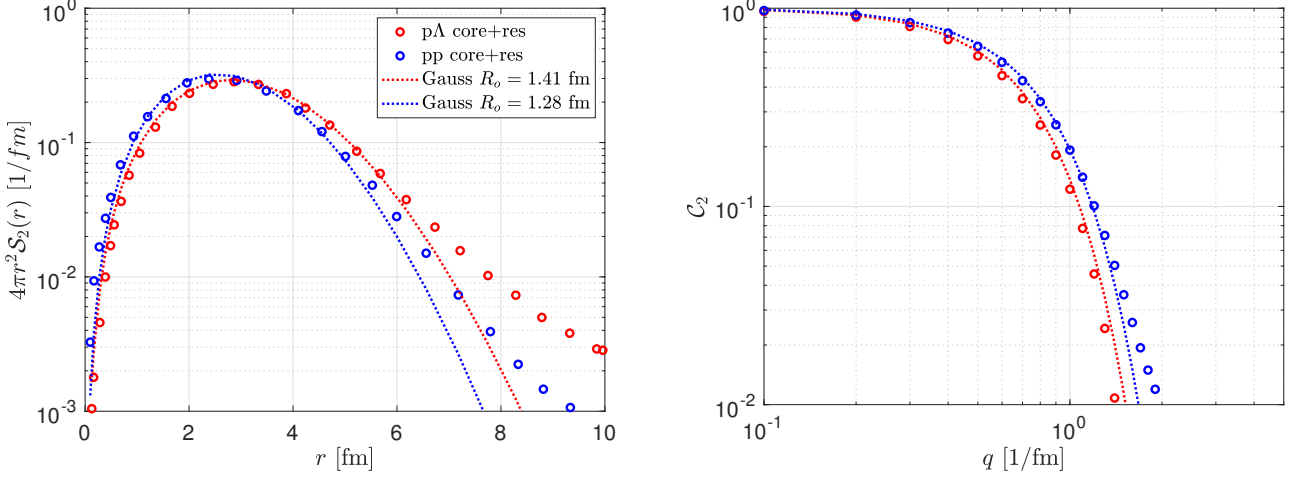 10^0
10^{-1}
10^{-2}
10^{-3}
4πr²𝒮₂(r) [1/fm]
pΛ core+res
pp core+res
Gauss Rₒ = 1.41 fm
Gauss Rₒ = 1.28 fm
0 2 4 6 8 10
r [fm]
10^0
10^{-1}
10^{-2}
𝒞₂
10^{-1} 10^0
q [1/fm]